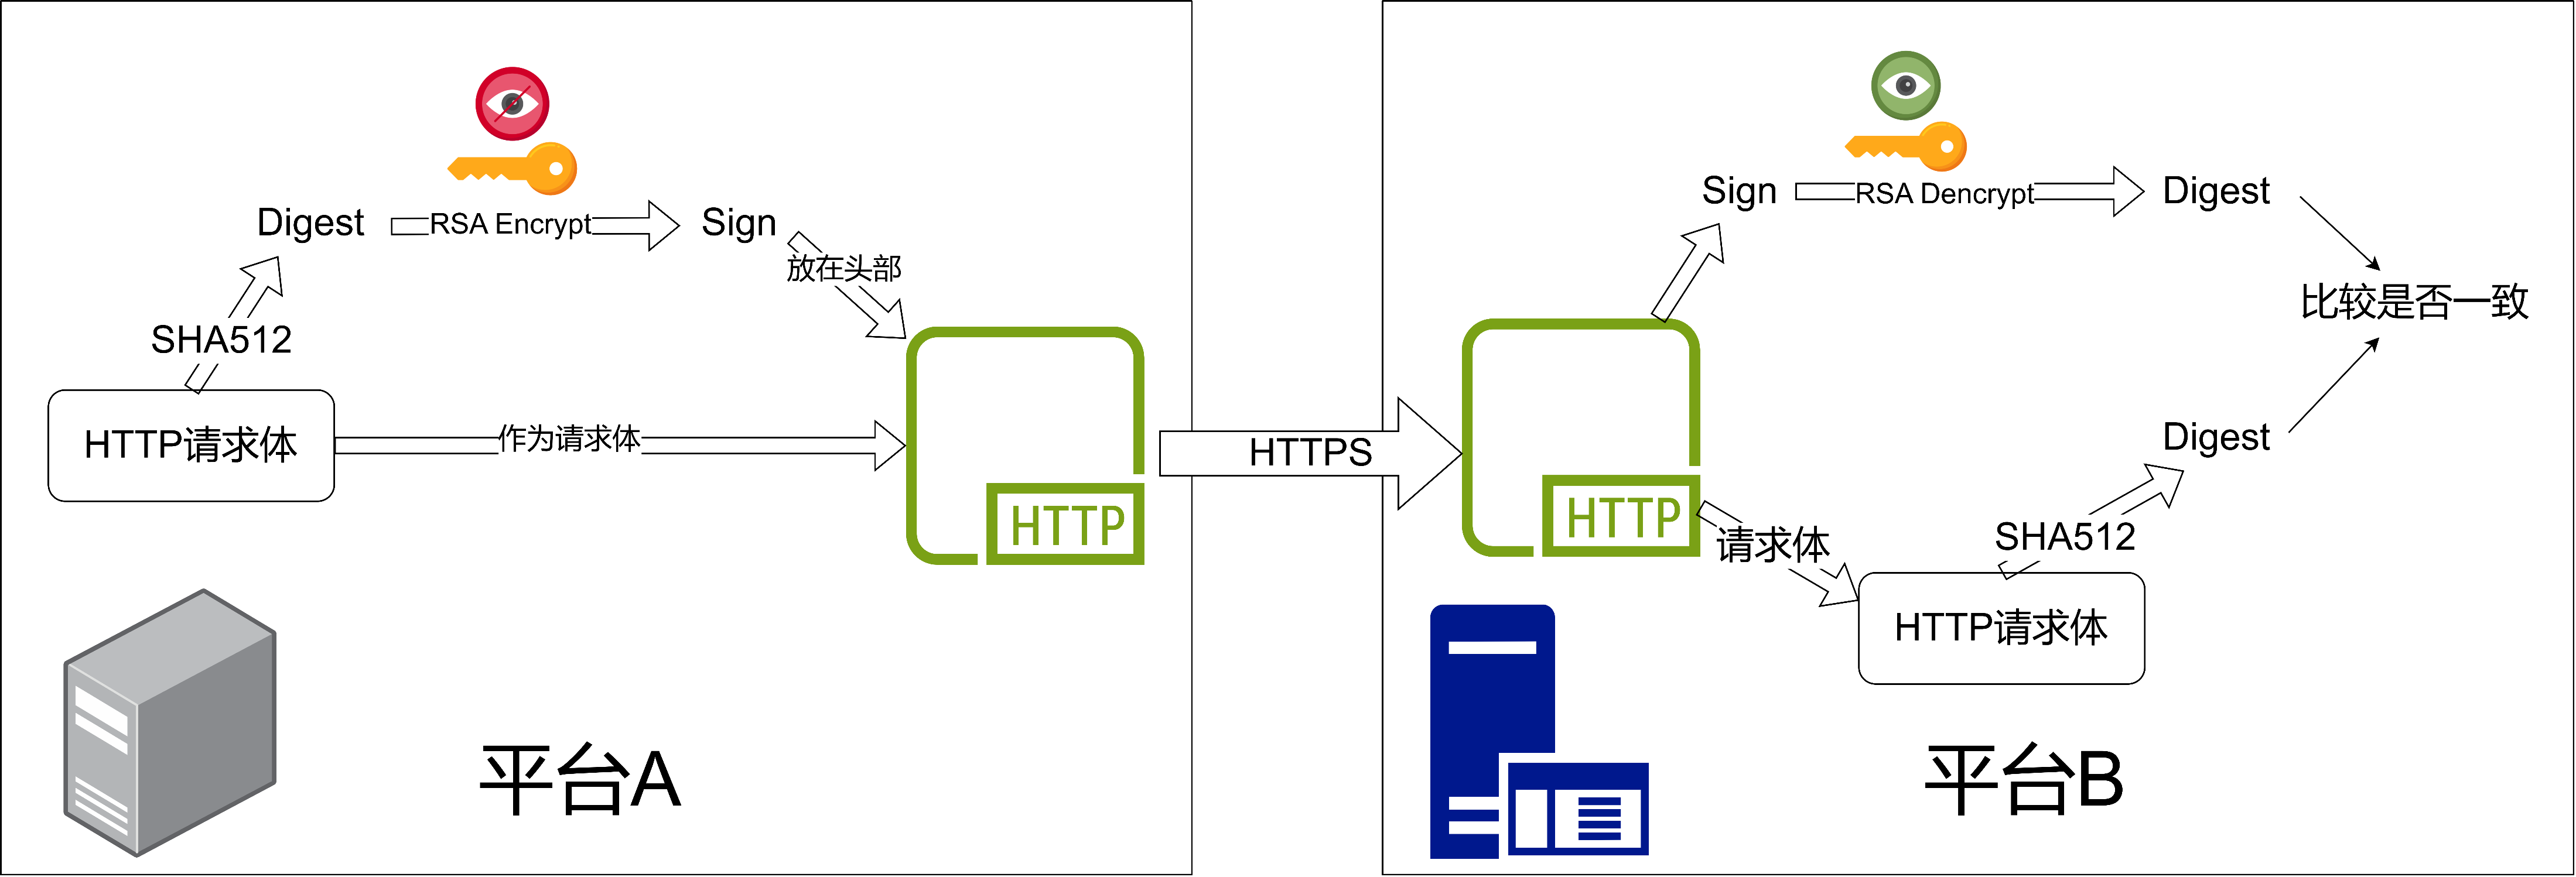 Digest
RSA Encrypt
Sign
放在头部
SHA512
HTTP请求体
作为请求体
HTTP
平台A
HTTPS
Sign
RSA Dencrypt
Digest
比较是否一致
Digest
HTTP
请求体
SHA512
HTTP请求体
平台B